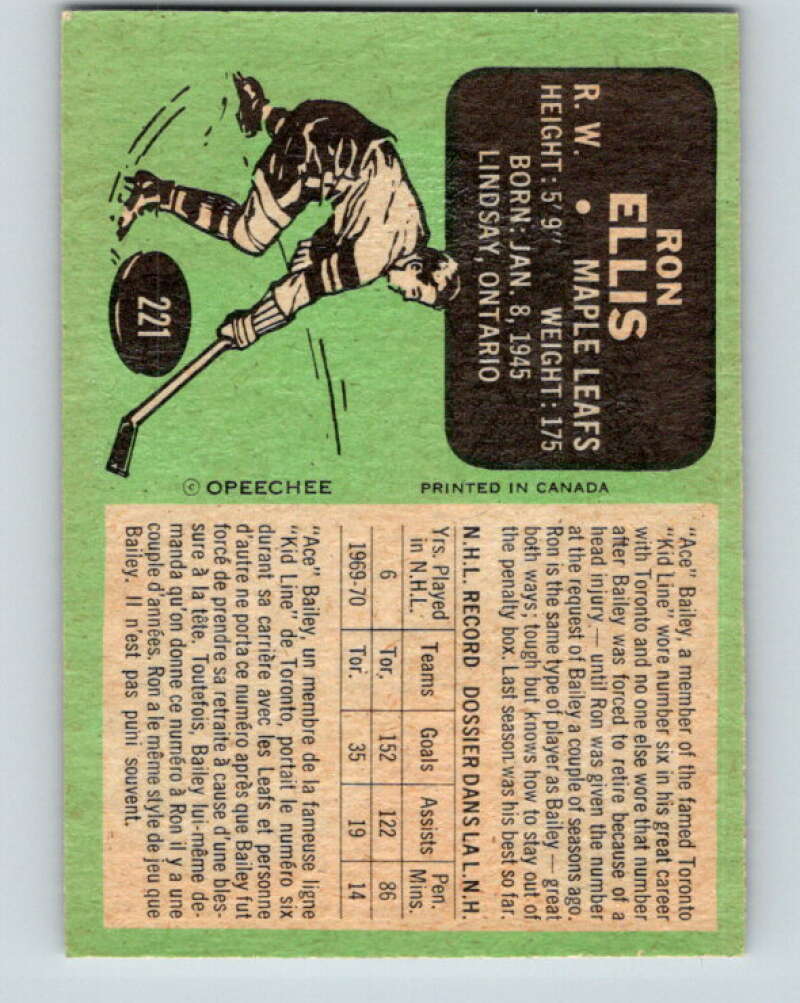 RON
ELLIS
R. W. • MAPLE LEAFS
HEIGHT: 5'9" WEIGHT: 175
BORN: JAN. 8, 1945
LINDSAY, ONTARIO
221
© OPEECHEE PRINTED IN CANADA
"Ace" Bailey, a member of the famed Toronto
"Kid Line" wore number six in his great career
with Toronto and no one else wore that number
after Bailey was forced to retire because of a
head injury — until Ron was given the number
at the request of Bailey a couple of seasons ago.
Ron is the same type of player as Bailey — great
both ways; tough but knows how to stay out of
the penalty box. Last season was his best so far.
N.H.L. RECORD DOSSIER DANS LA L.N.H.
Yrs. Played in N.H.L. Teams Goals Assists Pen. Mins.
6 Tor. 152 122 86
1969-70 Tor. 35 19 14
"Ace" Bailey, un membre de la fameuse ligne
"Kid Line" de Toronto, portait le numéro six
durant sa carrière avec les Leafs et personne
d'autre ne porta ce numéro après que Bailey fut
forcé de prendre sa retraite à cause d'une bles-
sure à la tête. Toutefois, Bailey lui-même de-
manda qu'on donne ce numéro à Ron il y a une
couple d'années. Ron a le même style de jeu que
Bailey. Il n'est pas puni souvent.